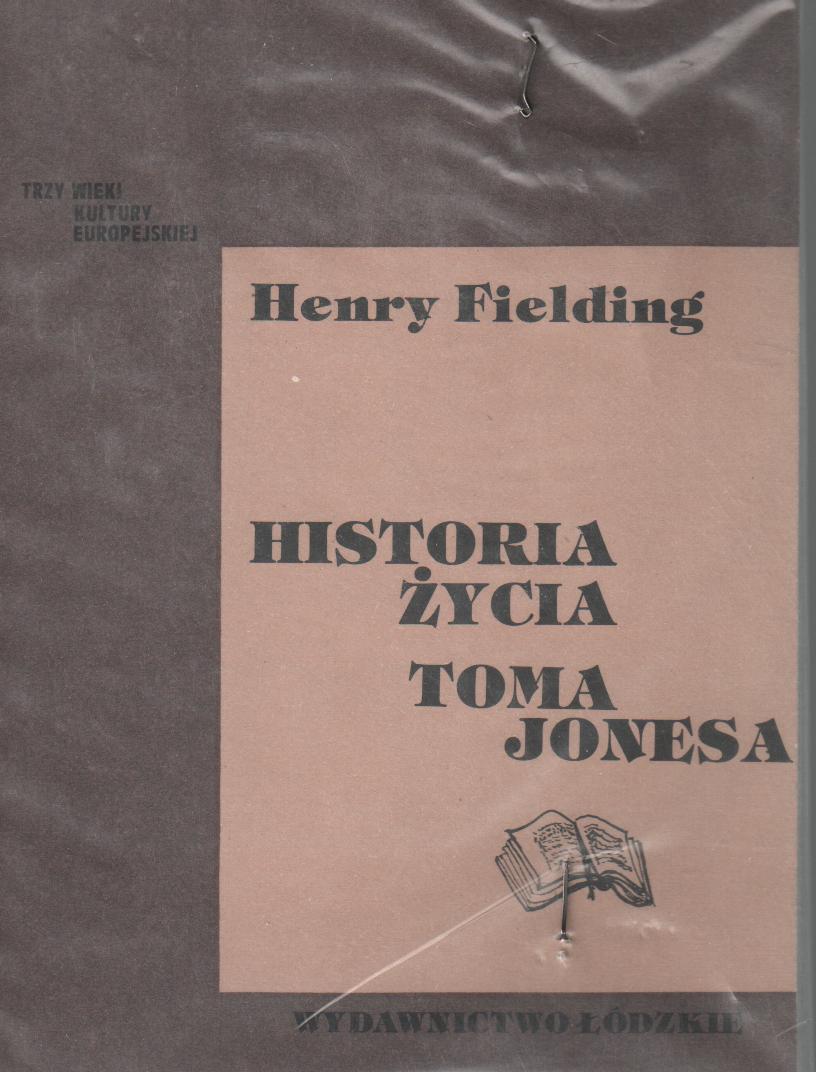 TRZY WIEKI
KULTURY
EUROPEJSKIEJ
Henry Fielding
HISTORIA
ŻYCIA
TOMA
JONESA
WYDAWNICTWO ŁÓDZKIE